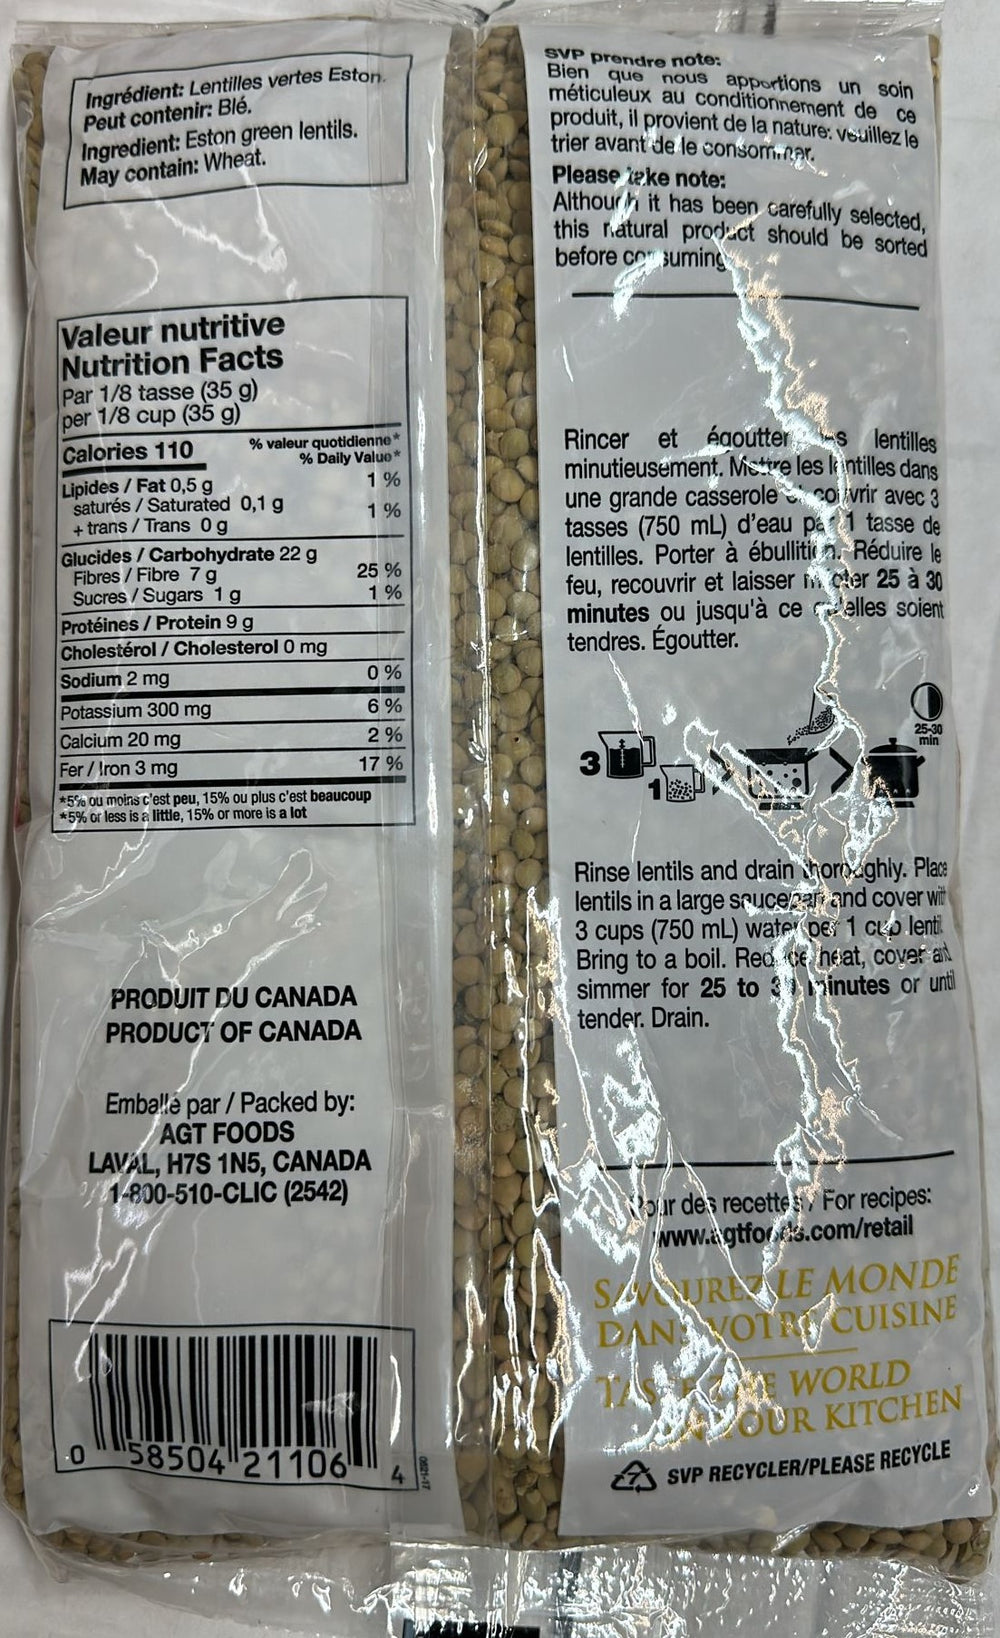 Ingrédient: Lentilles vertes Eston.
Peut contenir: Blé.
Ingredient: Eston green lentils.
May contain: Wheat.
Valeur nutritive
Nutrition Facts
Par 1/8 tasse (35 g)
per 1/8 cup (35 g)
Calories 110
% valeur quotidienne*
% Daily Value*
Lipides / Fat 0,5 g 1 %
saturés / Saturated 0,1 g
+ trans / Trans 0 g 1 %
Glucides / Carbohydrate 22 g
Fibres / Fibre 7 g 25 %
Sucres / Sugars 1 g 1 %
Protéines / Protein 9 g
Cholestérol / Cholesterol 0 mg
Sodium 2 mg 0 %
Potassium 300 mg 6 %
Calcium 20 mg 2 %
Fer / Iron 3 mg 17 %
*5% ou moins c'est peu, 15% ou plus c'est beaucoup
*5% or less is a little, 15% or more is a lot
PRODUIT DU CANADA
PRODUCT OF CANADA
Emballé par / Packed by:
AGT FOODS
LAVAL, H7S 1N5, CANADA
1-800-510-CLIC (2542)
0 58504 21106 4
0821-17
SVP prendre note:
Bien que nous apportions un soin
méticuleux au conditionnement de ce
produit, il provient de la nature: veuillez le
trier avant de le consommer.
Please take note:
Although it has been carefully selected,
this natural product should be sorted
before consuming
Rincer et égoutter les lentilles
minutieusement. Mettre les lentilles dans
une grande casserole et couvrir avec 3
tasses (750 mL) d'eau par 1 tasse de
lentilles. Porter à ébullition. Réduire le
feu, recouvrir et laisser mijoter 25 à 30
minutes ou jusqu'à ce qu'elles soient
tendres. Égoutter.
3
1
25-30
min
Rinse lentils and drain thoroughly. Place
lentils in a large saucepan and cover with
3 cups (750 mL) water per 1 cup lentil.
Bring to a boil. Reduce heat, cover and
simmer for 25 to 30 minutes or until
tender. Drain.
Pour des recettes / For recipes:
www.agtfoods.com/retail
SAVOUREZ LE MONDE
DANS VOTRE CUISINE
TASTE THE WORLD
IN YOUR KITCHEN
SVP RECYCLER/PLEASE RECYCLE